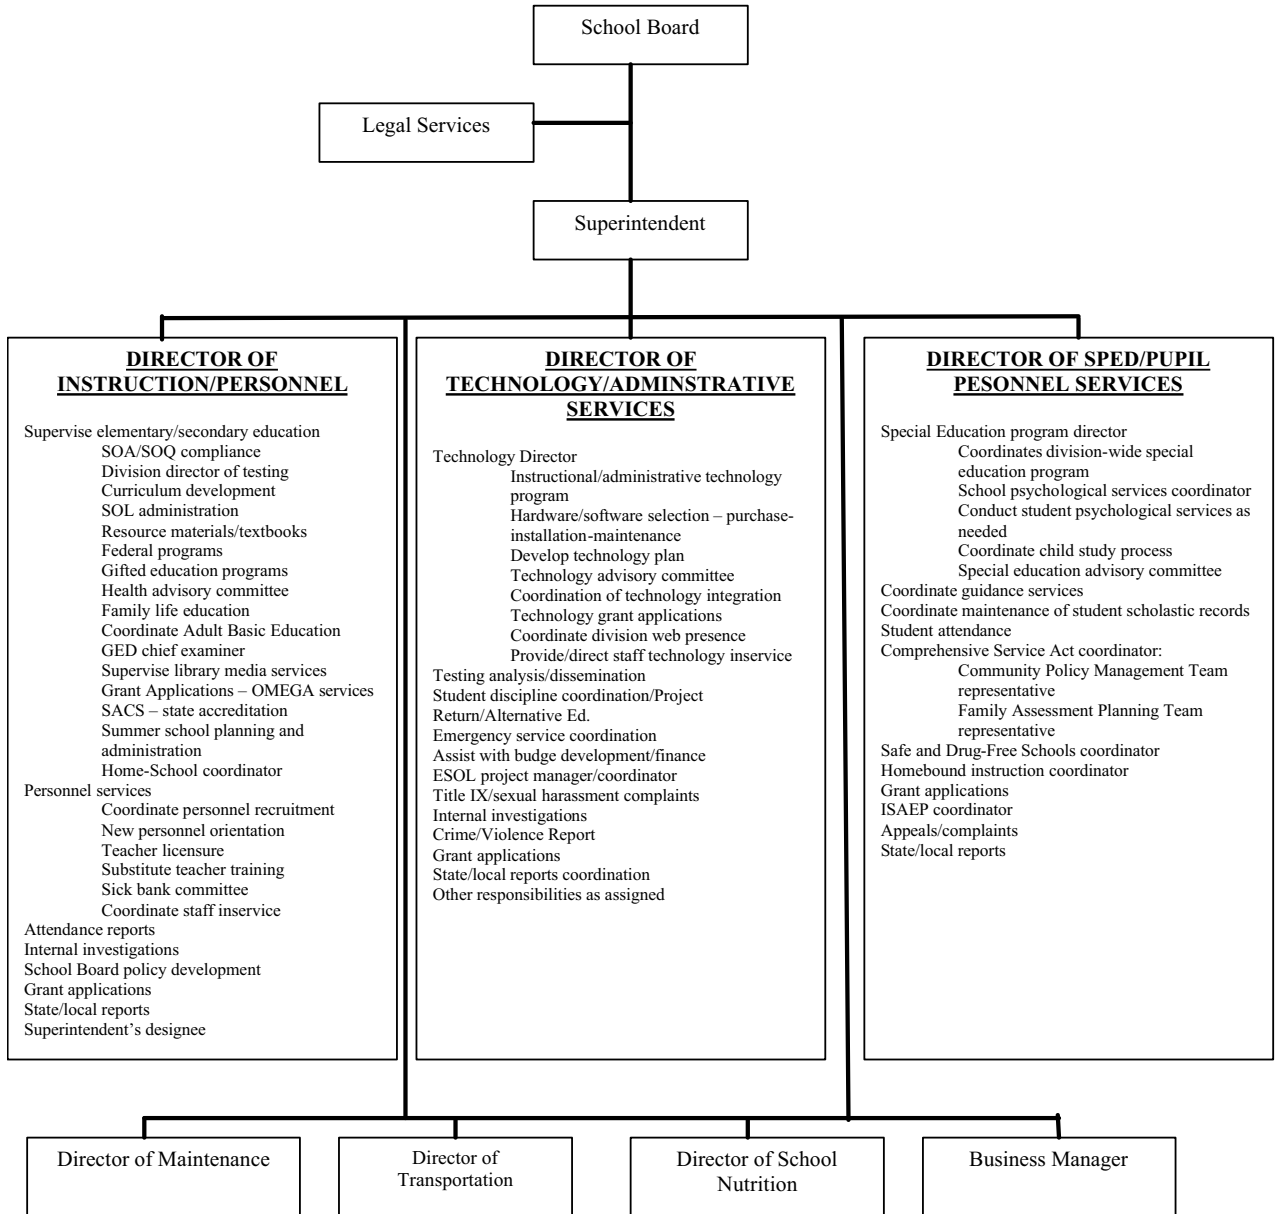 School Board
Legal Services
Superintendent
DIRECTOR OF
INSTRUCTION/PERSONNEL
Supervise elementary/secondary education
SOA/SOQ compliance
Division director of testing
Curriculum development
SOL administration
Resource materials/textbooks
Federal programs
Gifted education programs
Health advisory committee
Family life education
Coordinate Adult Basic Education
GED chief examiner
Supervise library media services
Grant Applications – OMEGA services
SACS – state accreditation
Summer school planning and
administration
Home-School coordinator
Personnel services
Coordinate personnel recruitment
New personnel orientation
Teacher licensure
Substitute teacher training
Sick bank committee
Coordinate staff inservice
Attendance reports
Internal investigations
School Board policy development
Grant applications
State/local reports
Superintendent’s designee
DIRECTOR OF
TECHNOLOGY/ADMINSTRATIVE
SERVICES
Technology Director
Instructional/administrative technology
program
Hardware/software selection – purchase-
installation-maintenance
Develop technology plan
Technology advisory committee
Coordination of technology integration
Technology grant applications
Coordinate division web presence
Provide/direct staff technology inservice
Testing analysis/dissemination
Student discipline coordination/Project
Return/Alternative Ed.
Emergency service coordination
Assist with budge development/finance
ESOL project manager/coordinator
Title IX/sexual harassment complaints
Internal investigations
Crime/Violence Report
Grant applications
State/local reports coordination
Other responsibilities as assigned
DIRECTOR OF SPED/PUPIL
PESONNEL SERVICES
Special Education program director
Coordinates division-wide special
education program
School psychological services coordinator
Conduct student psychological services as
needed
Coordinate child study process
Special education advisory committee
Coordinate guidance services
Coordinate maintenance of student scholastic records
Student attendance
Comprehensive Service Act coordinator:
Community Policy Management Team
representative
Family Assessment Planning Team
representative
Safe and Drug-Free Schools coordinator
Homebound instruction coordinator
Grant applications
ISAEP coordinator
Appeals/complaints
State/local reports
Director of Maintenance
Director of
Transportation
Director of School
Nutrition
Business Manager